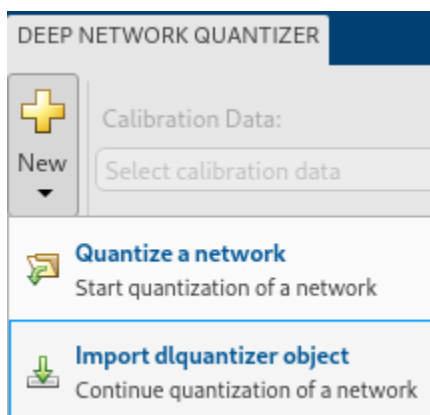 DEEP NETWORK QUANTIZER
New
Calibration Data:
Select calibration data
Quantize a network
Start quantization of a network
Import dlquantizer object
Continue quantization of a network